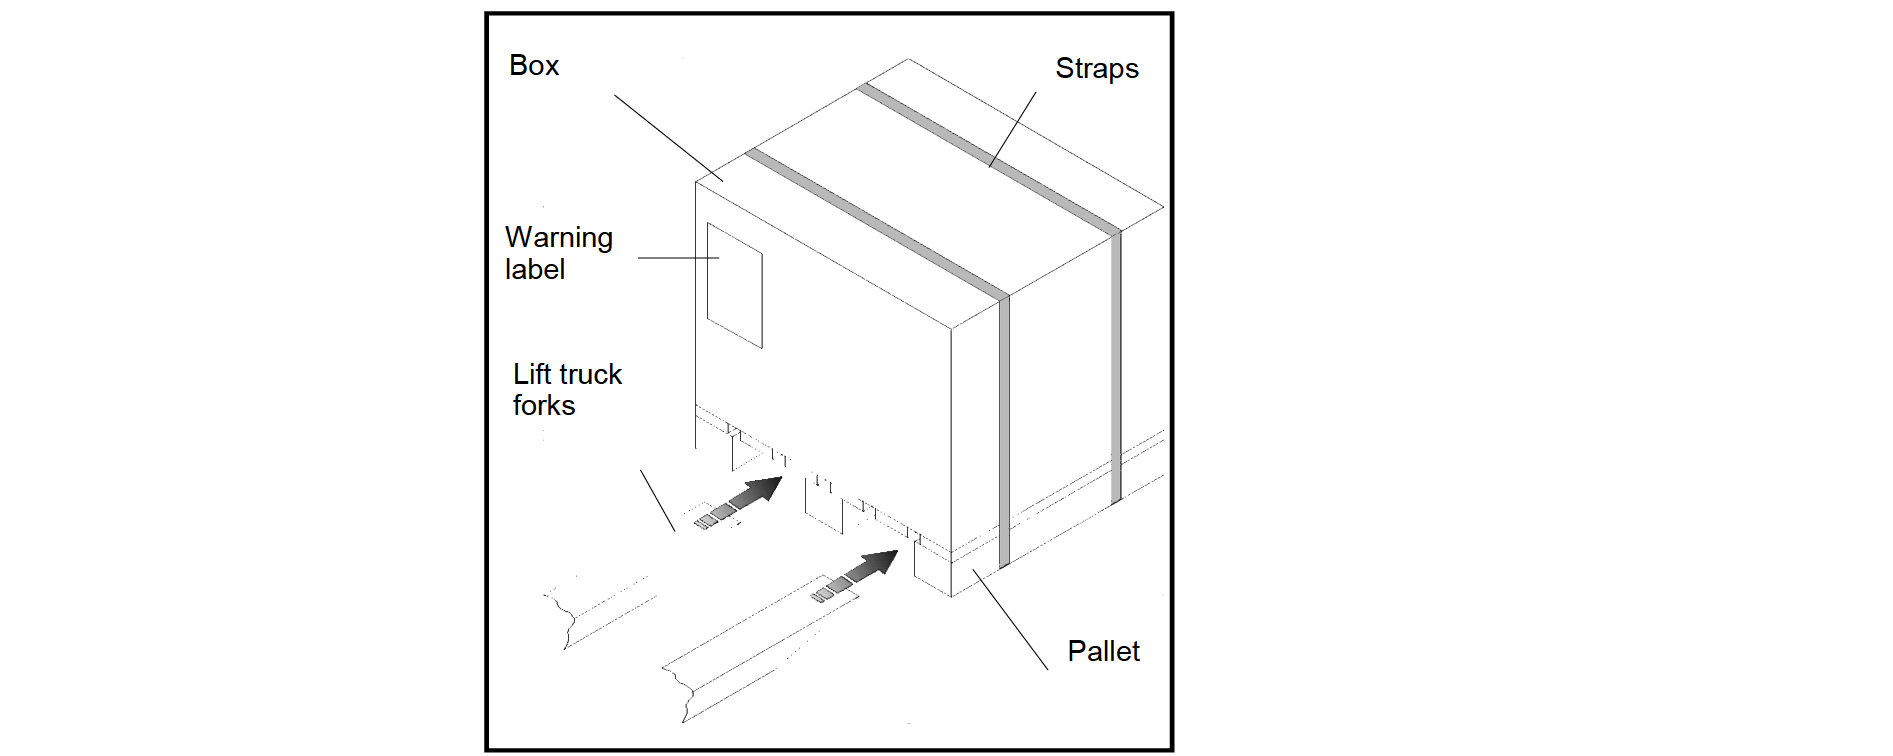 Box
Straps
Warning
label
Lift truck
forks
Pallet